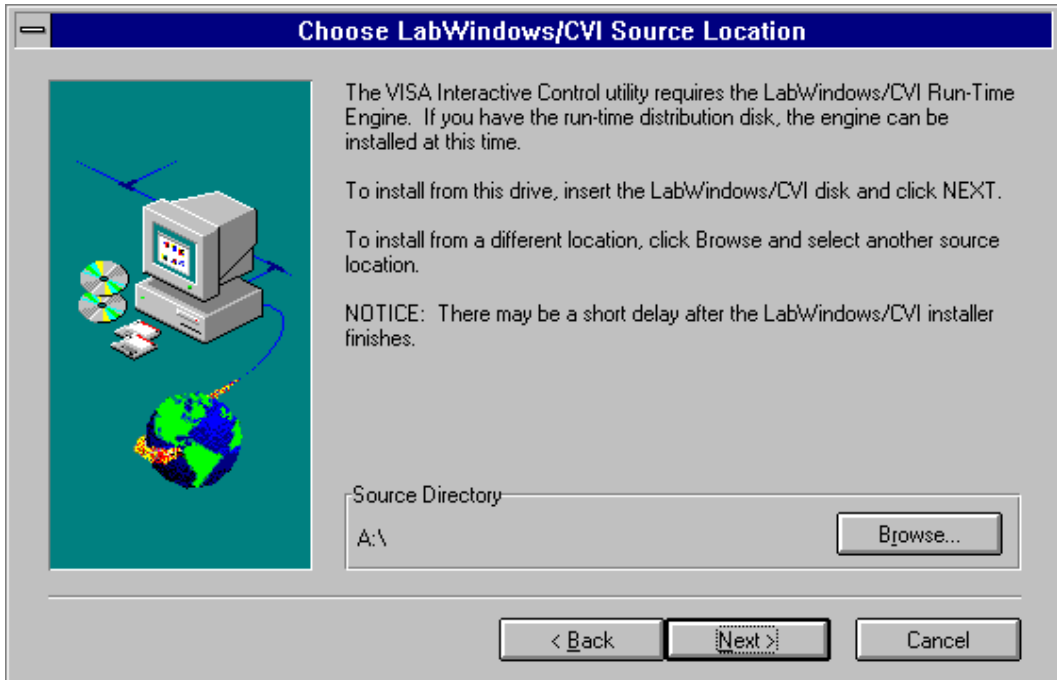 Choose LabWindows/CVI Source Location
The VISA Interactive Control utility requires the LabWindows/CVI Run-Time
Engine.  If you have the run-time distribution disk, the engine can be
installed at this time.
To install from this drive, insert the LabWindows/CVI disk and click NEXT.
To install from a different location, click Browse and select another source
location.
NOTICE:  There may be a short delay after the LabWindows/CVI installer
finishes.
Source Directory
A:\
Browse...
< Back
Next >
Cancel